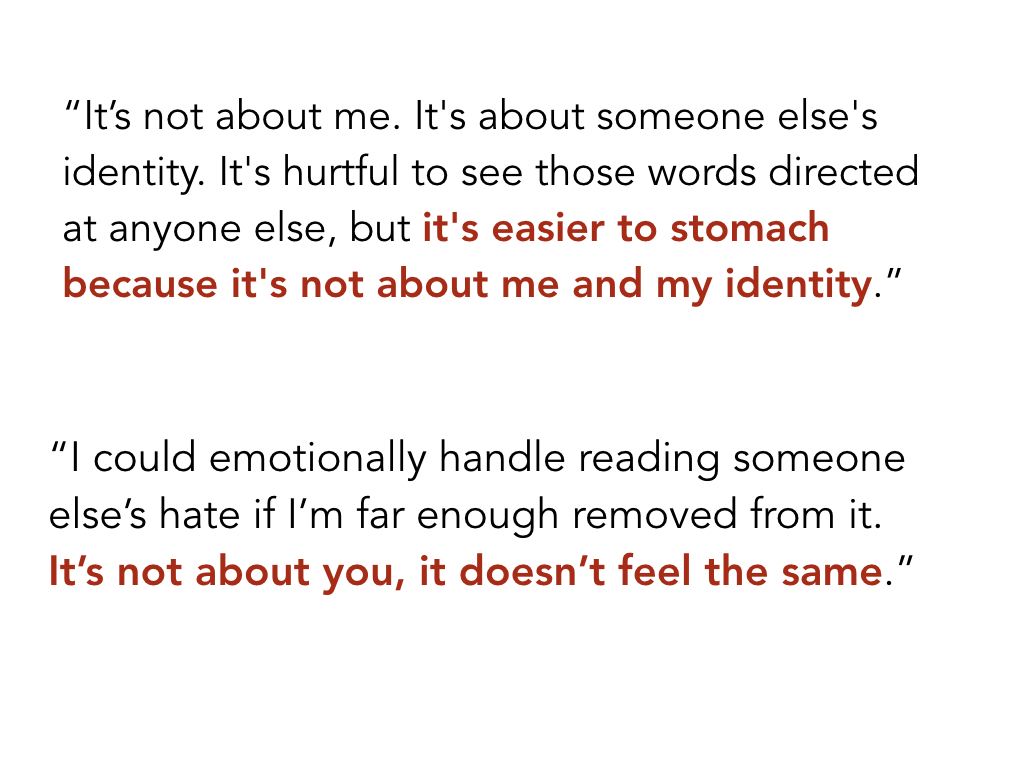 “It’s not about me. It's about someone else's
identity. It's hurtful to see those words directed
at anyone else, but it's easier to stomach
because it's not about me and my identity.”
“I could emotionally handle reading someone
else’s hate if I’m far enough removed from it.
It’s not about you, it doesn’t feel the same.”